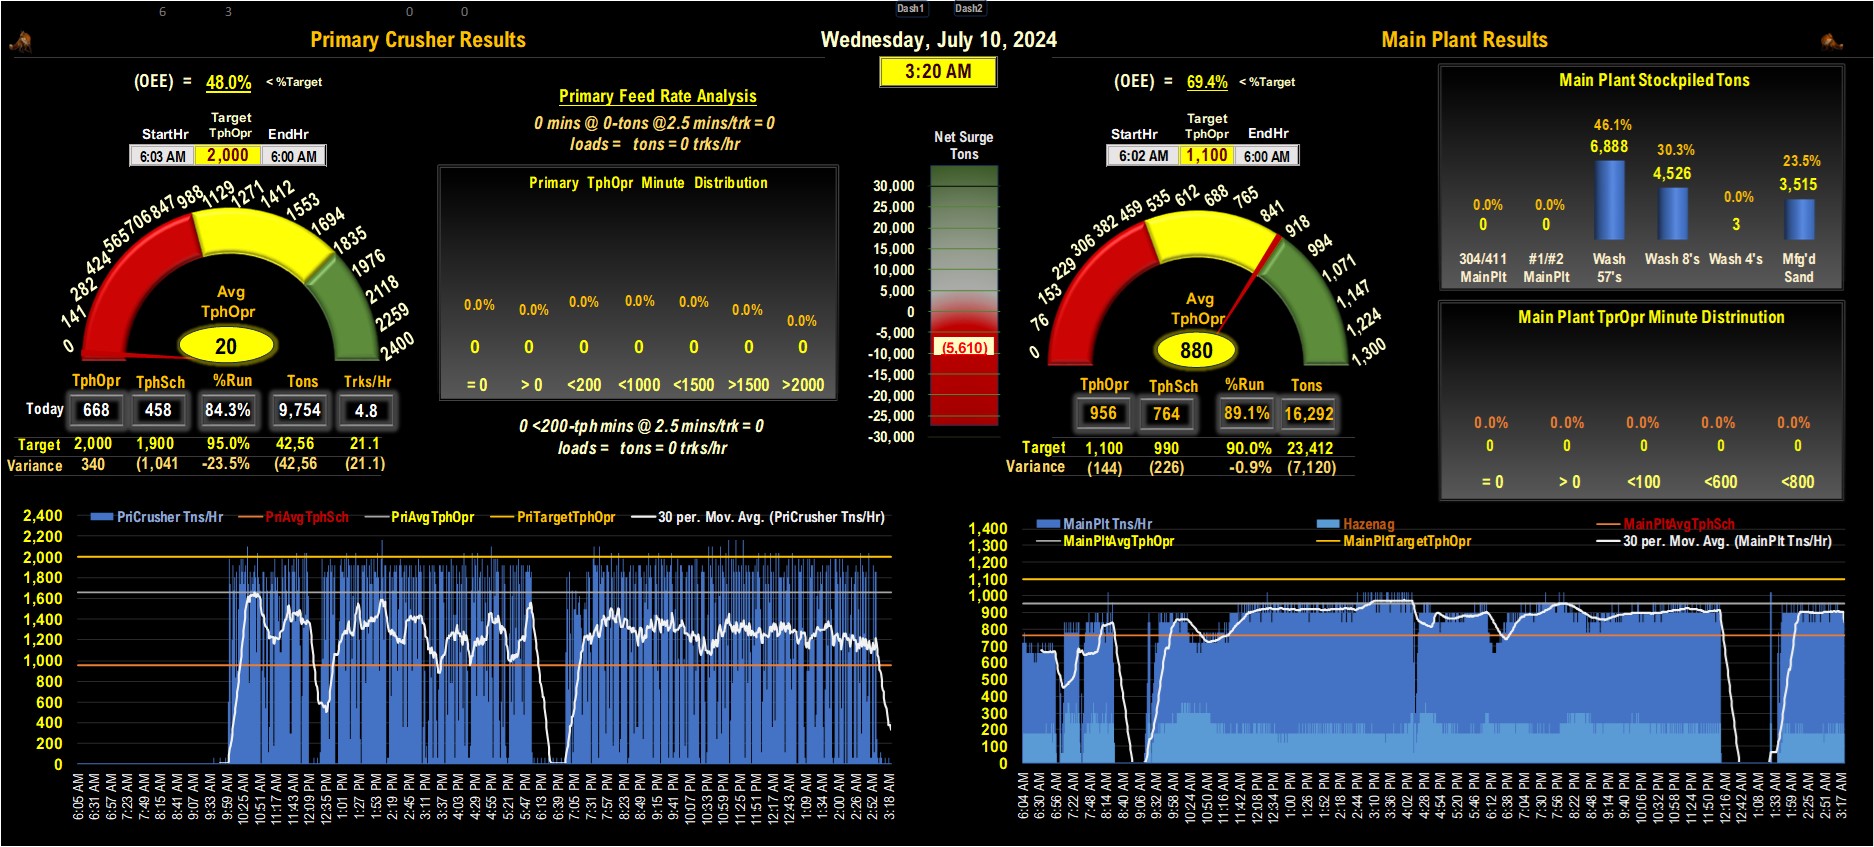 6 3 0 0 Dash1 Dash2
Primary Crusher Results
Wednesday, July 10, 2024
Main Plant Results
3:20 AM
(OEE) = 48.0% < %Target
Target
StartHr TphOpr EndHr
6:03 AM 2,000 6:00 AM
0 141 282 424 565 706 847 988 1129 1271 1412 1553 1694 1835 1976 2118 2259 2400
Avg
TphOpr
20
TphOpr TphSch %Run Tons Trks/Hr
Today 668 458 84.3% 9,754 4.8
Target 2,000 1,900 95.0% 42,56 21.1
Variance 340 (1,041 -23.5% (42,56 (21.1)
Primary Feed Rate Analysis
0 mins @ 0-tons @2.5 mins/trk = 0
loads = tons = 0 trks/hr
Primary TphOpr Minute Distribution
0.0% 0.0% 0.0% 0.0% 0.0% 0.0% 0.0%
0 0 0 0 0 0 0
= 0 > 0 <200 <1000 <1500 >1500 >2000
0 <200-tph mins @ 2.5 mins/trk = 0
loads = tons = 0 trks/hr
Net Surge
Tons
30,000
25,000
20,000
15,000
10,000
5,000
0
-5,000
(5,610)
-10,000
-15,000
-20,000
-25,000
-30,000
(OEE) = 69.4% < %Target
Target
StartHr TphOpr EndHr
6:02 AM 1,100 6:00 AM
0 76 153 229 306 382 459 535 612 688 765 841 918 994 1,071 1,147 1,224 1,300
Avg
TphOpr
880
TphOpr TphSch %Run Tons
956 764 89.1% 16,292
Target 1,100 990 90.0% 23,412
Variance (144) (226) -0.9% (7,120)
Main Plant Stockpiled Tons
0.0% 0.0% 46.1% 30.3% 0.0% 23.5%
0 0 6,888 4,526 3 3,515
304/411 #1/#2 Wash Wash 8's Wash 4's Mfg'd
MainPlt MainPlt 57's Sand
Main Plant TprOpr Minute Distrinution
0.0% 0.0% 0.0% 0.0% 0.0%
0 0 0 0 0
= 0 > 0 <100 <600 <800
PriCrusher Tns/Hr PriAvgTphSch PriAvgTphOpr PriTargetTphOpr 30 per. Mov. Avg. (PriCrusher Tns/Hr)
2,400
2,200
2,000
1,800
1,600
1,400
1,200
1,000
800
600
400
200
0
6:05 AM 6:31 AM 6:57 AM 7:23 AM 7:49 AM 8:15 AM 8:41 AM 9:07 AM 9:33 AM 9:59 AM 10:25 AM 10:51 AM 11:17 AM 11:43 AM 12:09 PM 12:35 PM 1:01 PM 1:27 PM 1:53 PM 2:19 PM 2:45 PM 3:11 PM 3:37 PM 4:03 PM 4:29 PM 4:55 PM 5:21 PM 5:47 PM 6:13 PM 6:39 PM 7:05 PM 7:31 PM 7:57 PM 8:23 PM 8:49 PM 9:15 PM 9:41 PM 10:07 PM 10:33 PM 10:59 PM 11:25 PM 11:51 PM 12:17 AM 12:43 AM 1:09 AM 1:34 AM 2:00 AM 2:26 AM 2:52 AM 3:18 AM
MainPlt Tns/Hr Hazenag MainPltAvgTphSch
MainPltAvgTphOpr MainPltTargetTphOpr 30 per. Mov. Avg. (MainPlt Tns/Hr)
1,400
1,300
1,200
1,100
1,000
900
800
700
600
500
400
300
200
100
0
6:04 AM 6:30 AM 6:56 AM 7:22 AM 7:48 AM 8:14 AM 8:40 AM 9:06 AM 9:32 AM 10:24 AM 10:50 AM 11:16 AM 11:42 AM 12:08 PM 12:34 PM 1:00 PM 1:26 PM 1:52 PM 2:18 PM 2:44 PM 3:10 PM 3:36 PM 4:02 PM 4:28 PM 4:54 PM 5:20 PM 5:46 PM 6:12 PM 6:38 PM 7:04 PM 7:30 PM 7:56 PM 8:22 PM 8:48 PM 9:14 PM 9:40 PM 10:06 PM 10:32 PM 10:58 PM 11:24 PM 11:50 PM 12:16 AM 12:42 AM 1:08 AM 1:33 AM 1:59 AM 2:25 AM 2:51 AM 3:17 AM